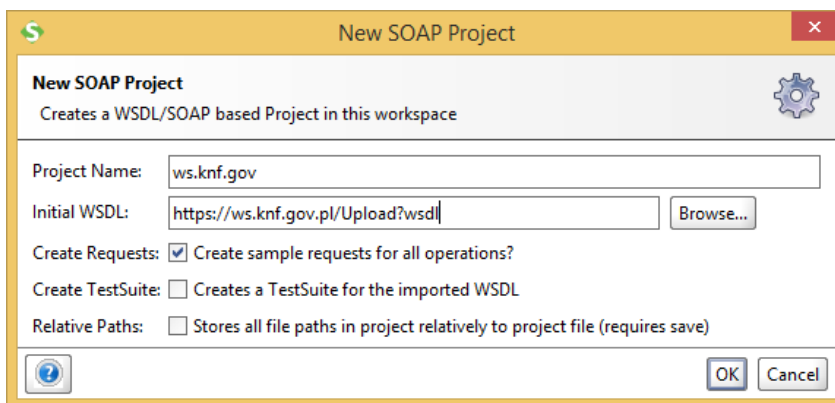 New SOAP Project
New SOAP Project
Creates a WSDL/SOAP based Project in this workspace
Project Name: ws.knf.gov
Initial WSDL: https://ws.knf.gov.pl/Upload?wsdl Browse...
Create Requests: Create sample requests for all operations?
Create TestSuite: Creates a TestSuite for the imported WSDL
Relative Paths: Stores all file paths in project relatively to project file (requires save)
? OK Cancel